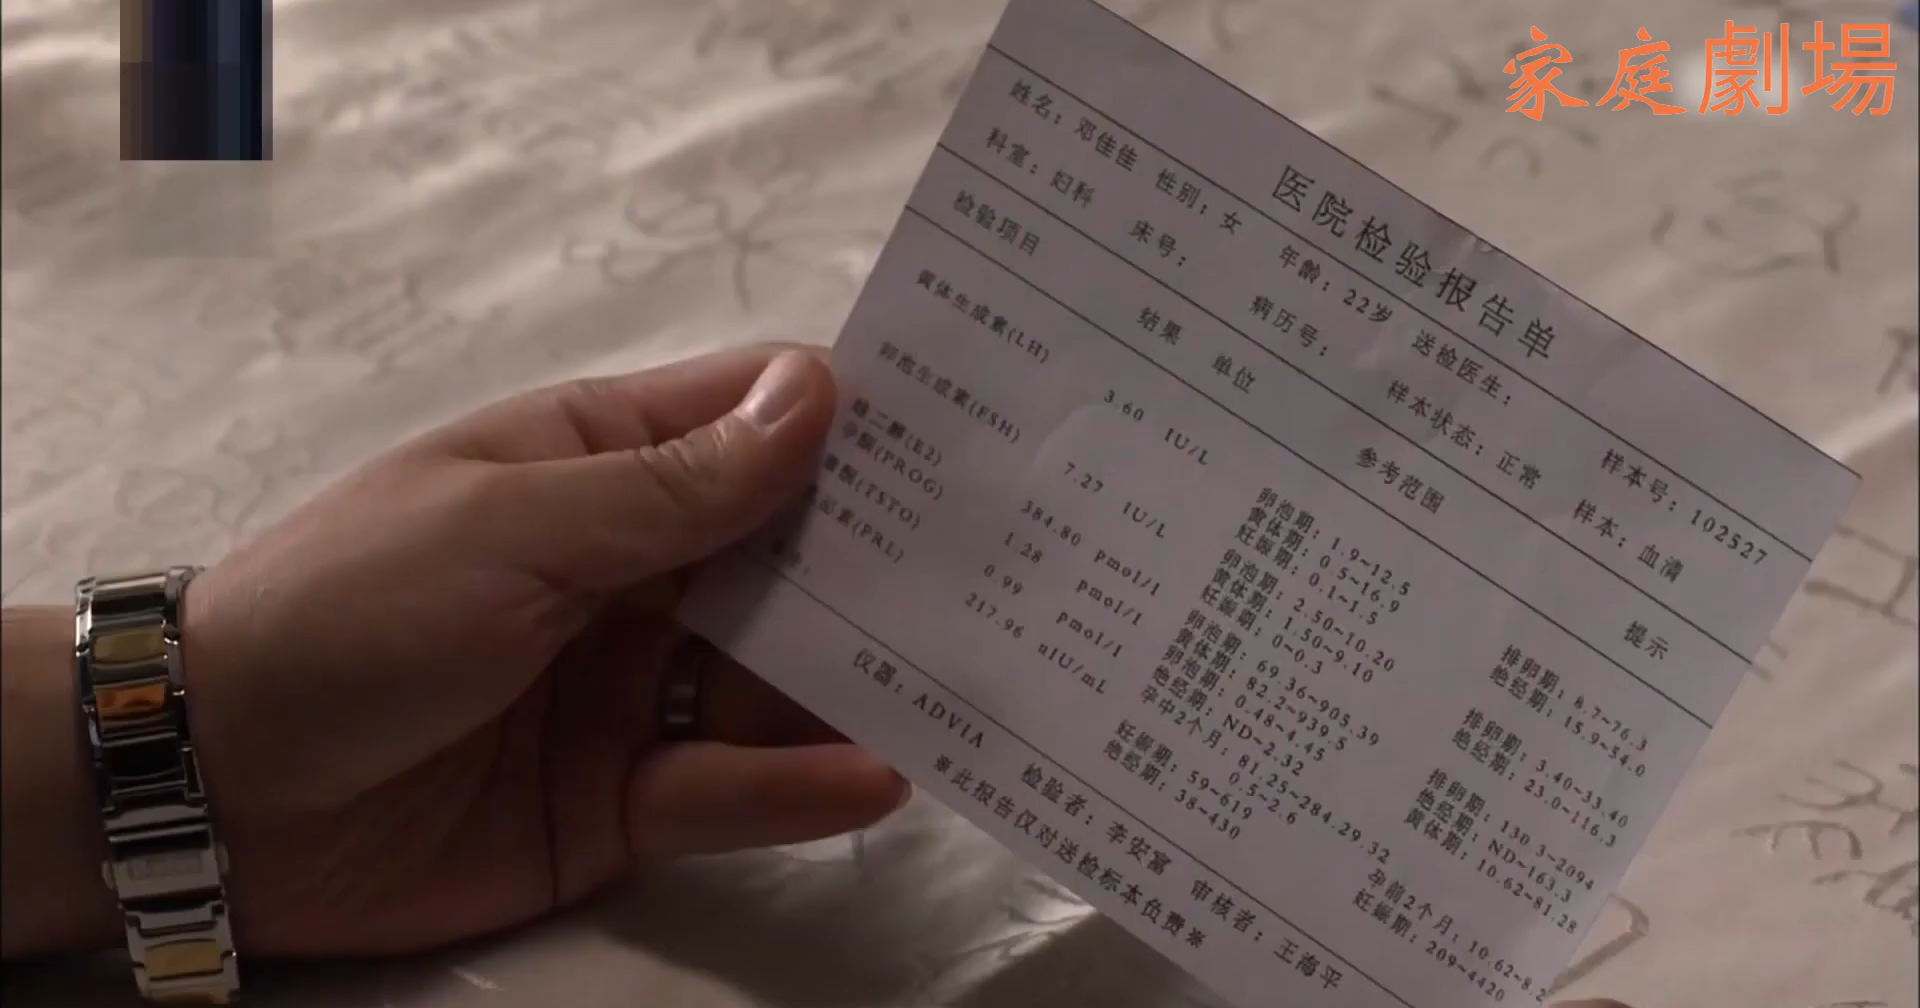 家庭劇場
医院检验报告单
姓名：邓佳佳 性别：女 年龄：22岁 送检医生： 样本号：102527
科室：妇科 床号： 病历号： 样本状态：正常 样本：血清
检验项目 结果 单位 参考范围 提示
黄体生成素(LH) 3.60 IU/L 卵泡期：1.9~12.5 排卵期：8.7~76.3
黄体期：0.5~16.9 绝经期：15.9~54.0
妊娠期：0.1~1.5
卵泡生成素(FSH) 7.27 IU/L 卵泡期：2.50~10.20 排卵期：3.40~33.40
黄体期：1.50~9.10 绝经期：23.0~116.3
妊娠期：0~0.3
雌二醇(E2) 384.80 pmol/l 卵泡期：69.36~905.39 排卵期：130.3~2094
黄体期：82.2~939.5 绝经期：ND~163.3
孕酮(PROG) 1.28 pmol/l 卵泡期：0.48~4.45 黄体期：10.62~81.28
绝经期：ND~2.32
孕中2个月：81.25~284.29.32 孕前2个月：10.62~8.2
睾酮(TSTO) 0.99 pmol/l 0.5~2.6
(PRL) 217.96 uIU/mL 妊娠期：59~619 妊娠期：209~4420
绝经期：38~430
仪器：ADVIA 检验者：李安富 审核者：王海平
※此报告仅对送检标本负责※